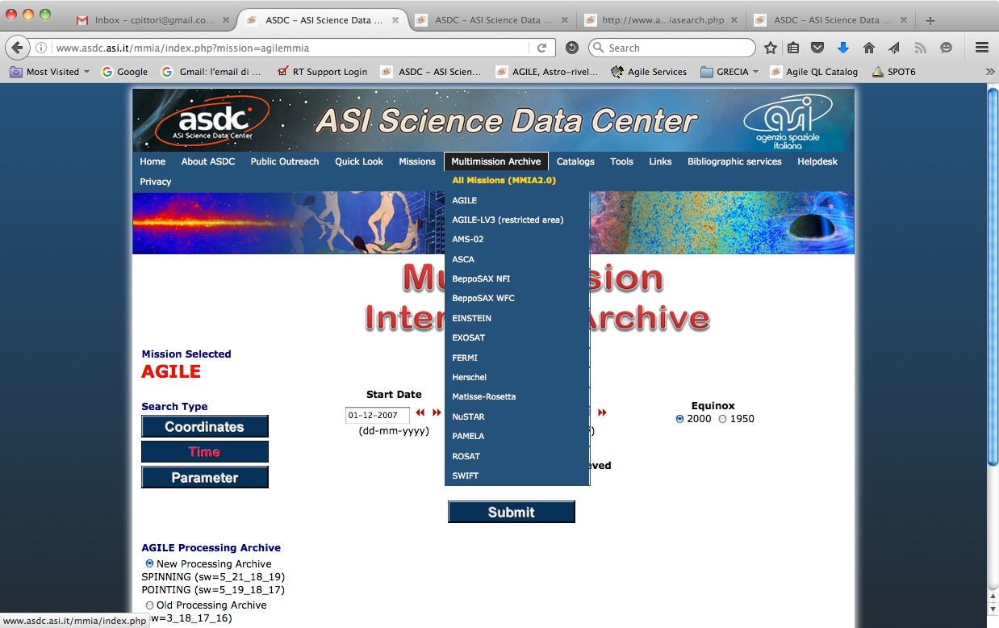 Inbox – cpittori@gmail.co...
ASDC – ASI Science Data ...
ASDC – ASI Science Data ...
http://www.a...iasearch.php
ASDC – ASI Science Data ...
www.asdc.asi.it/mmia/index.php?mission=agilemmia
Search
Most Visited
Google
Gmail: l'email di ...
RT Support Login
ASDC – ASI Scien...
AGILE, Astro-rivel...
Agile Services
GRECIA
Agile QL Catalog
SPOT6
asdc
ASI Science Data Center
ASI Science Data Center
asi
agenzia spaziale
italiana
Home
About ASDC
Public Outreach
Quick Look
Missions
Multimission Archive
Catalogs
Tools
Links
Bibliographic services
Helpdesk
Privacy
All Missions (MMIA2.0)
AGILE
AGILE-LV3 (restricted area)
AMS-02
ASCA
BeppoSAX NFI
BeppoSAX WFC
EINSTEIN
EXOSAT
FERMI
Herschel
Matisse-Rosetta
NuSTAR
PAMELA
ROSAT
SWIFT
Mission Selected
AGILE
Search Type
Coordinates
Time
Parameter
Start Date
01-12-2007
(dd-mm-yyyy)
Equinox
2000 1950
Submit
AGILE Processing Archive
New Processing Archive
SPINNING (sw=5_21_18_19)
POINTING (sw=5_19_18_17)
Old Processing Archive
w=3_18_17_16)
www.asdc.asi.it/mmia/index.php